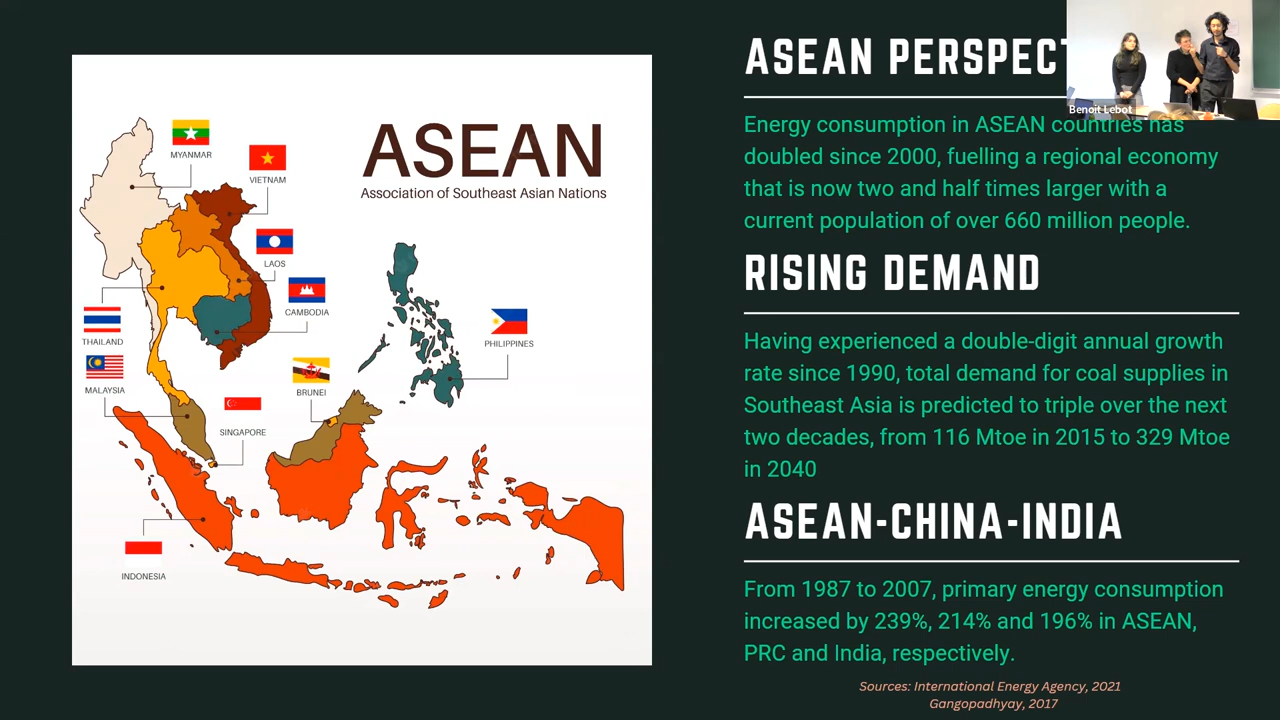 ASEAN
Association of Southeast Asian Nations
MYANMAR
VIETNAM
LAOS
CAMBODIA
THAILAND
MALAYSIA
BRUNEI
PHILIPPINES
SINGAPORE
INDONESIA
ASEAN PERSPECT
Benoit Lebot
Energy consumption in ASEAN countries has
doubled since 2000, fuelling a regional economy
that is now two and half times larger with a
current population of over 660 million people.
RISING DEMAND
Having experienced a double-digit annual growth
rate since 1990, total demand for coal supplies in
Southeast Asia is predicted to triple over the next
two decades, from 116 Mtoe in 2015 to 329 Mtoe
in 2040
ASEAN-CHINA-INDIA
From 1987 to 2007, primary energy consumption
increased by 239%, 214% and 196% in ASEAN,
PRC and India, respectively.
Sources: International Energy Agency, 2021
Gangopadhyay, 2017